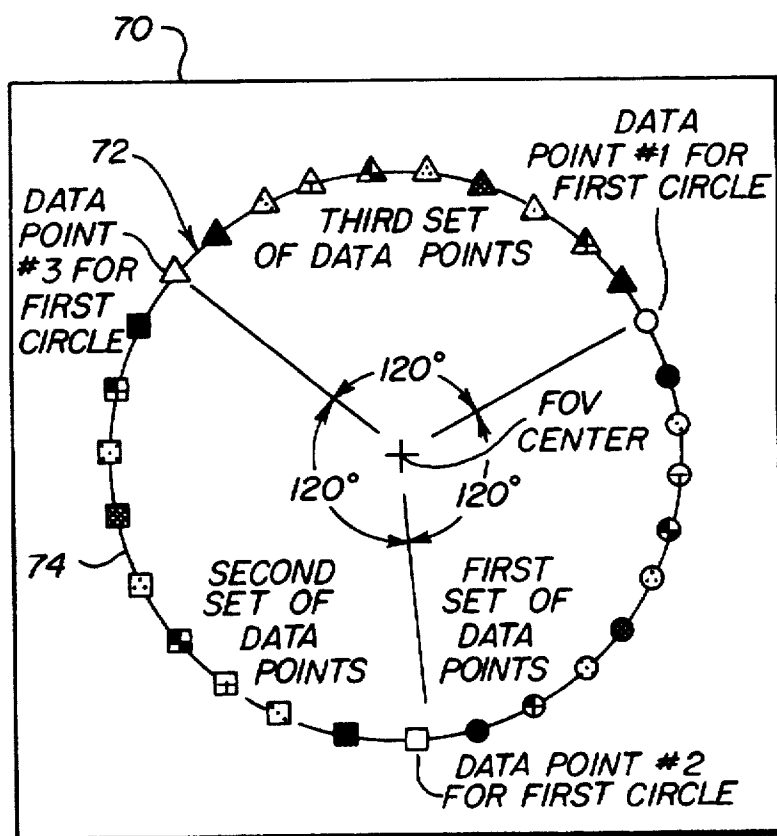 70
72
DATA
POINT #1 FOR
FIRST CIRCLE
DATA
POINT
#3 FOR
FIRST
CIRCLE
THIRD SET
OF DATA POINTS
120°
FOV
CENTER
120°
120°
74
SECOND
SET OF
DATA
POINTS
FIRST
SET OF
DATA
POINTS
DATA POINT #2
FOR FIRST CIRCLE